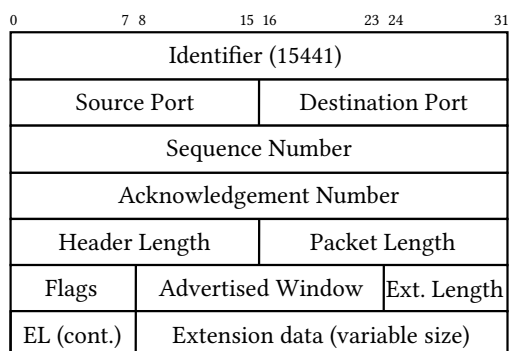 0 7 8 15 16 23 24 31
Identifier (15441)
Source Port Destination Port
Sequence Number
Acknowledgement Number
Header Length Packet Length
Flags Advertised Window Ext. Length
EL (cont.) Extension data (variable size)